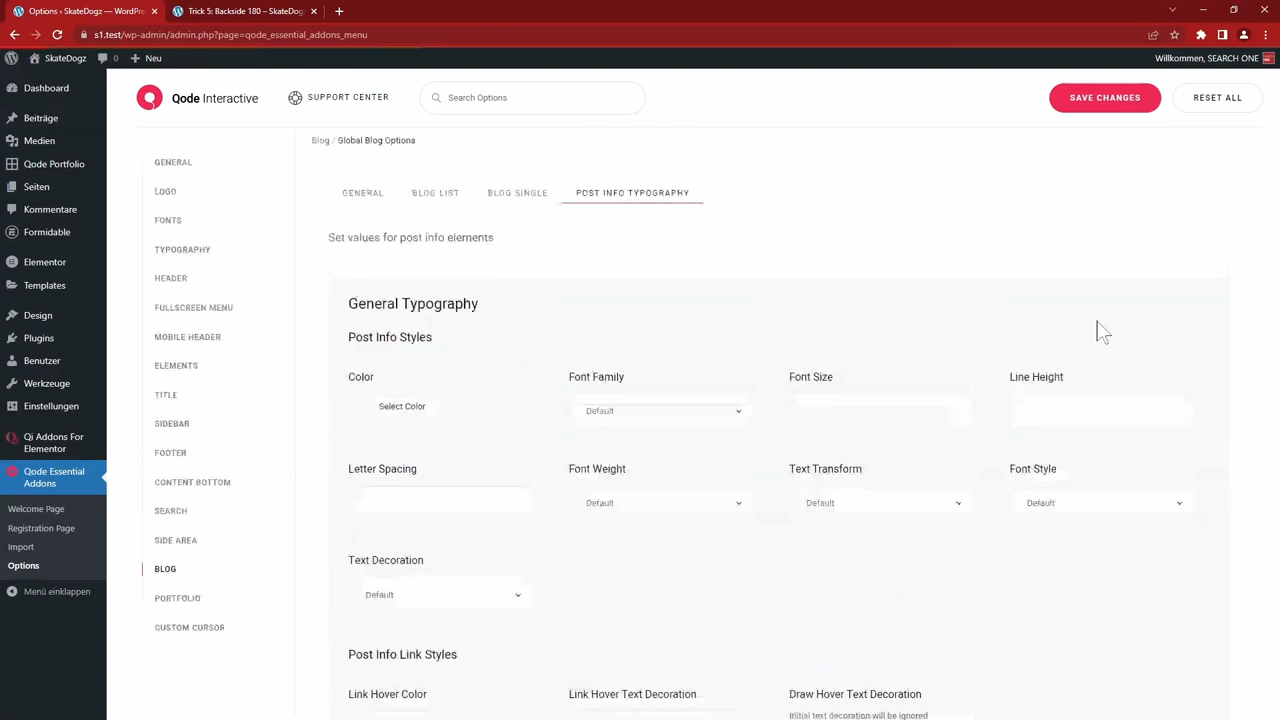 Options ‹ SkateDogz — WordPre
Trick 5: Backside 180 – SkateDog
s1.test/wp-admin/admin.php?page=qode_essential_addons_menu
SkateDogz
0
Neu
Willkommen, SEARCH ONE
Dashboard
Beiträge
Medien
Qode Portfolio
Seiten
Kommentare
Formidable
Elementor
Templates
Design
Plugins
Benutzer
Werkzeuge
Einstellungen
Qi Addons For
Elementor
Qode Essential
Addons
Welcome Page
Registration Page
Import
Options
Menü einklappen
Qode Interactive
SUPPORT CENTER
Search Options
SAVE CHANGES
RESET ALL
GENERAL
LOGO
FONTS
TYPOGRAPHY
HEADER
FULLSCREEN MENU
MOBILE HEADER
ELEMENTS
TITLE
SIDEBAR
FOOTER
CONTENT BOTTOM
SEARCH
SIDE AREA
BLOG
PORTFOLIO
CUSTOM CURSOR
Blog / Global Blog Options
GENERAL
BLOG LIST
BLOG SINGLE
POST INFO TYPOGRAPHY
Set values for post info elements
General Typography
Post Info Styles
Color
Font Family
Font Size
Line Height
Select Color
Default
Letter Spacing
Font Weight
Text Transform
Font Style
Default
Default
Default
Text Decoration
Default
Post Info Link Styles
Link Hover Color
Link Hover Text Decoration
Draw Hover Text Decoration
Initial text decoration will be ignored